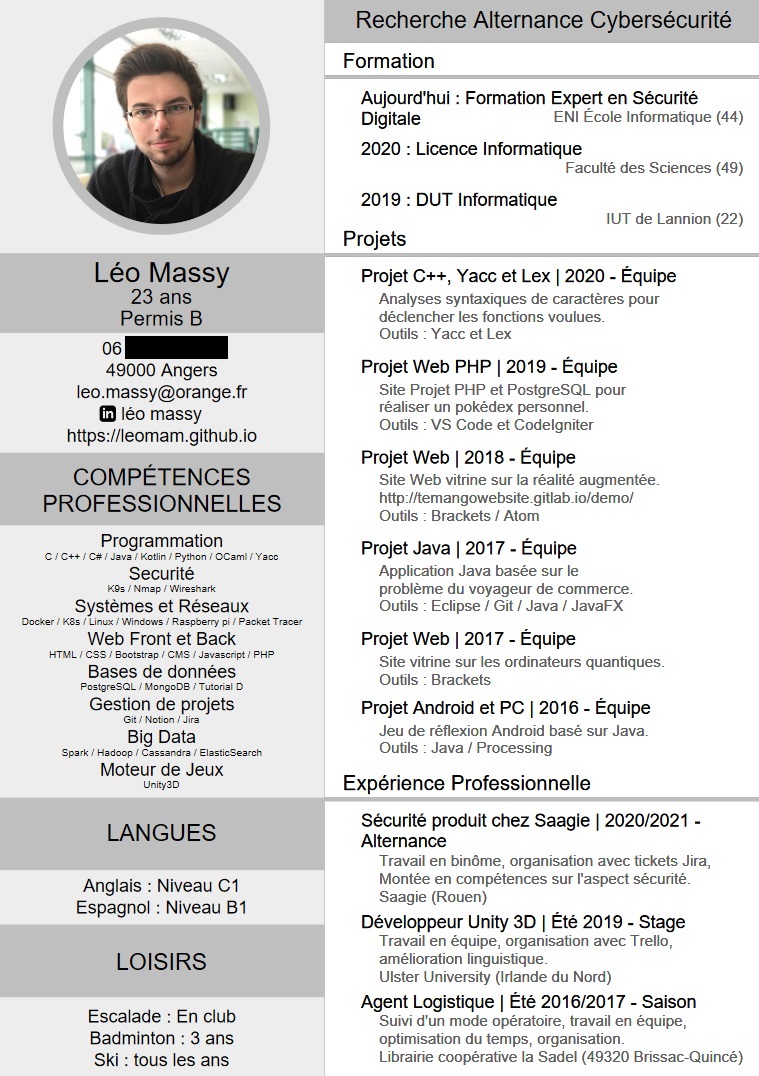 Léo Massy
23 ans
Permis B
06
49000 Angers
leo.massy@orange.fr
in léo massy
https://leomam.github.io
COMPÉTENCES
PROFESSIONNELLES
Programmation
C / C++ / C# / Java / Kotlin / Python / OCaml / Yacc
Securité
K9s / Nmap / Wireshark
Systèmes et Réseaux
Docker / K8s / Linux / Windows / Raspberry pi / Packet Tracer
Web Front et Back
HTML / CSS / Bootstrap / CMS / Javascript / PHP
Bases de données
PostgreSQL / MongoDB / Tutorial D
Gestion de projets
Git / Notion / Jira
Big Data
Spark / Hadoop / Cassandra / ElasticSearch
Moteur de Jeux
Unity3D
LANGUES
Anglais : Niveau C1
Espagnol : Niveau B1
LOISIRS
Escalade : En club
Badminton : 3 ans
Ski : tous les ans
Recherche Alternance Cybersécurité
Formation
Aujourd'hui : Formation Expert en Sécurité
Digitale ENI École Informatique (44)
2020 : Licence Informatique
Faculté des Sciences (49)
2019 : DUT Informatique
IUT de Lannion (22)
Projets
Projet C++, Yacc et Lex | 2020 - Équipe
Analyses syntaxiques de caractères pour
déclencher les fonctions voulues.
Outils : Yacc et Lex
Projet Web PHP | 2019 - Équipe
Site Projet PHP et PostgreSQL pour
réaliser un pokédex personnel.
Outils : VS Code et CodeIgniter
Projet Web | 2018 - Équipe
Site Web vitrine sur la réalité augmentée.
http://temangowebsite.gitlab.io/demo/
Outils : Brackets / Atom
Projet Java | 2017 - Équipe
Application Java basée sur le
problème du voyageur de commerce.
Outils : Eclipse / Git / Java / JavaFX
Projet Web | 2017 - Équipe
Site vitrine sur les ordinateurs quantiques.
Outils : Brackets
Projet Android et PC | 2016 - Équipe
Jeu de réflexion Android basé sur Java.
Outils : Java / Processing
Expérience Professionnelle
Sécurité produit chez Saagie | 2020/2021 -
Alternance
Travail en binôme, organisation avec tickets Jira,
Montée en compétences sur l'aspect sécurité.
Saagie (Rouen)
Développeur Unity 3D | Été 2019 - Stage
Travail en équipe, organisation avec Trello,
amélioration linguistique.
Ulster University (Irlande du Nord)
Agent Logistique | Été 2016/2017 - Saison
Suivi d'un mode opératoire, travail en équipe,
optimisation du temps, organisation.
Librairie coopérative la Sadel (49320 Brissac-Quincé)